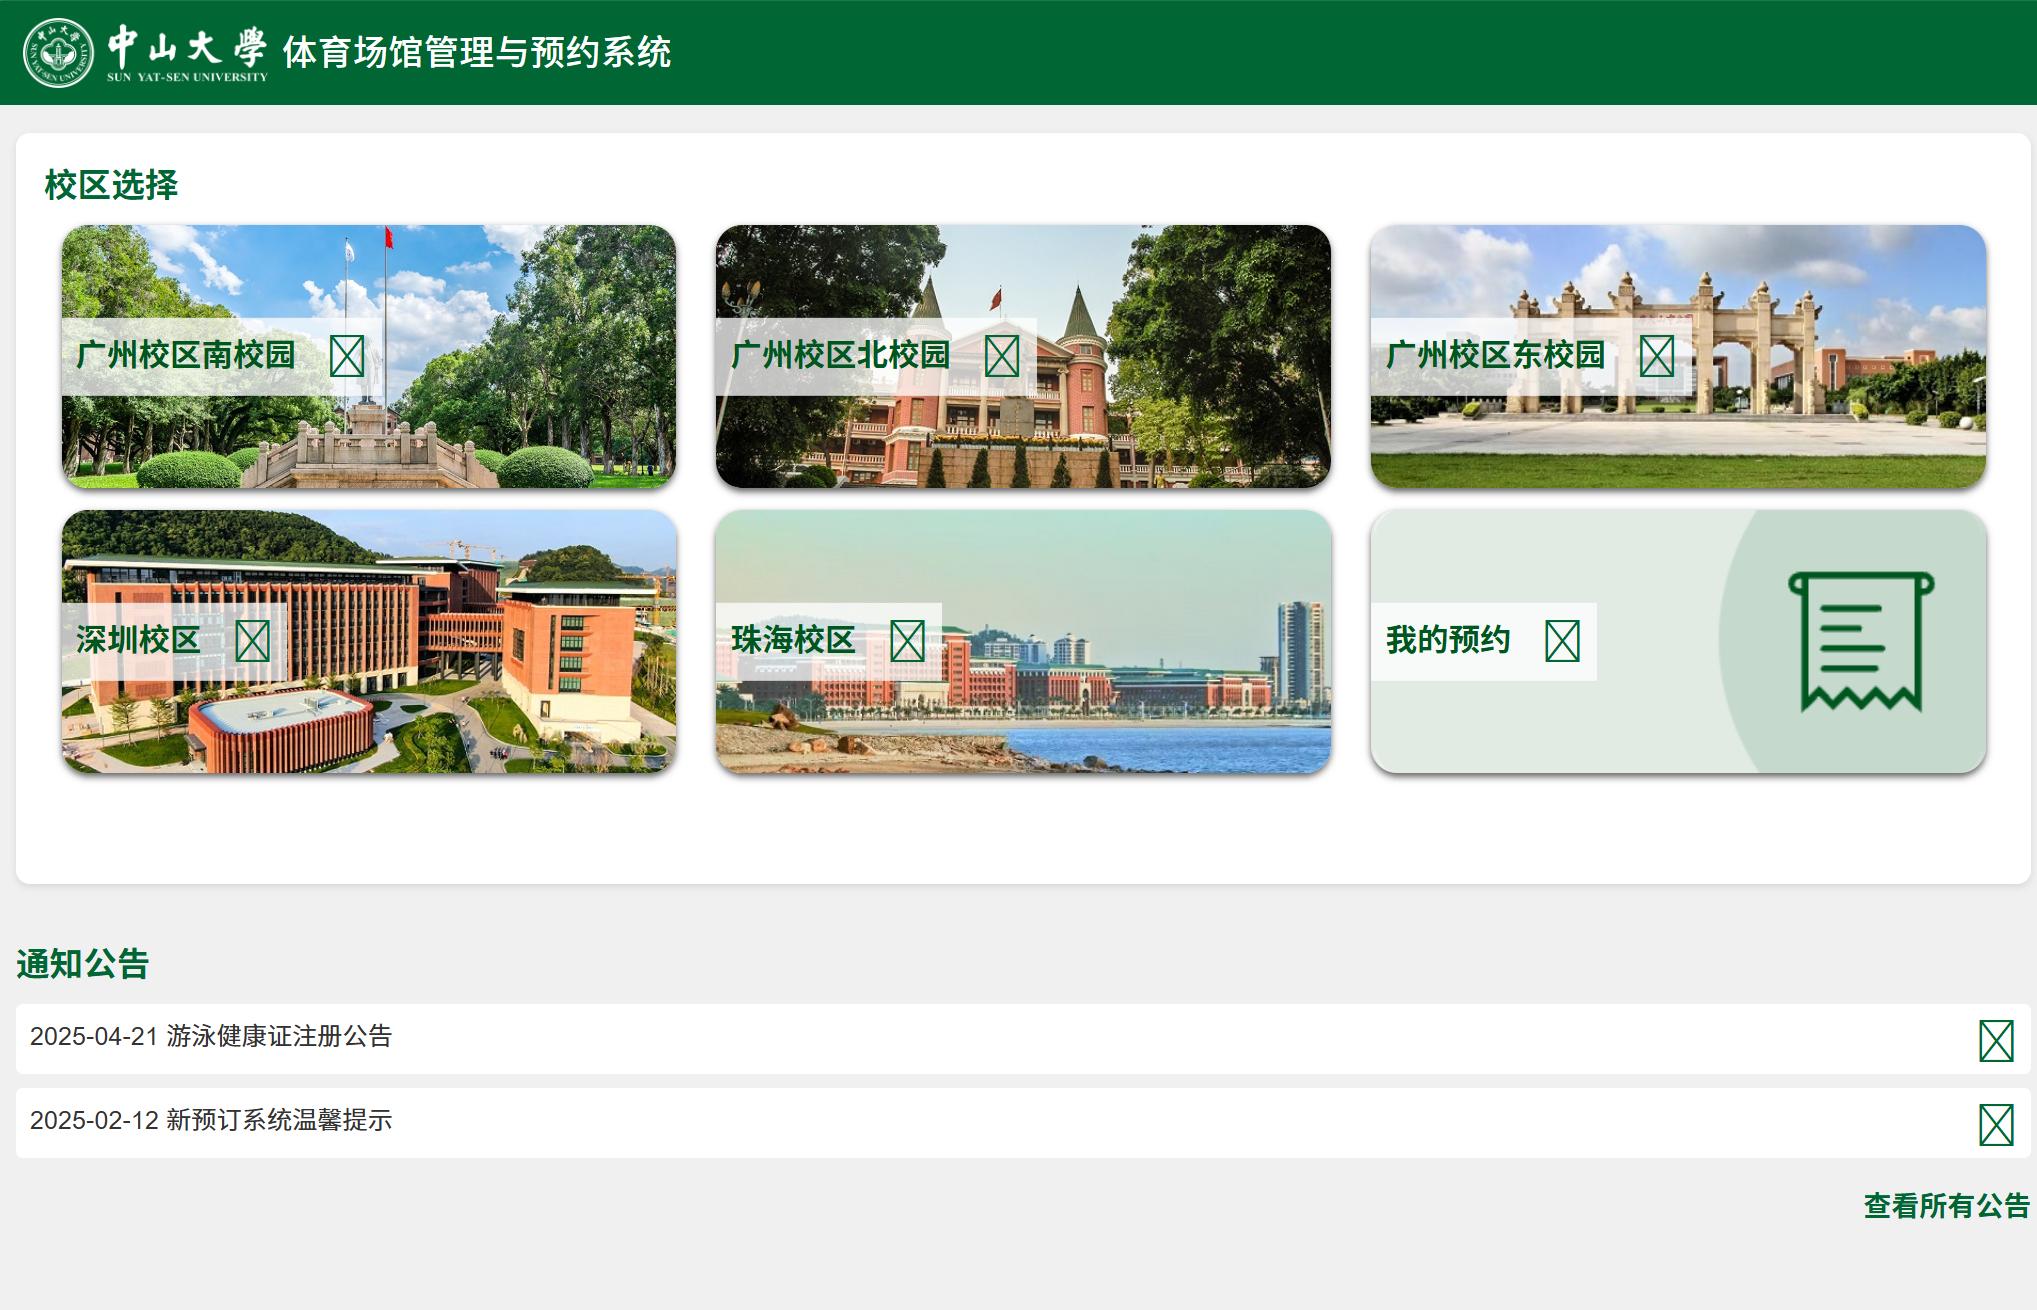 中山大學
SUN YAT-SEN UNIVERSITY
体育场馆管理与预约系统
校区选择
广州校区南校园
广州校区北校园
广州校区东校园
深圳校区
珠海校区
我的预约
通知公告
2025-04-21 游泳健康证注册公告
2025-02-12 新预订系统温馨提示
查看所有公告